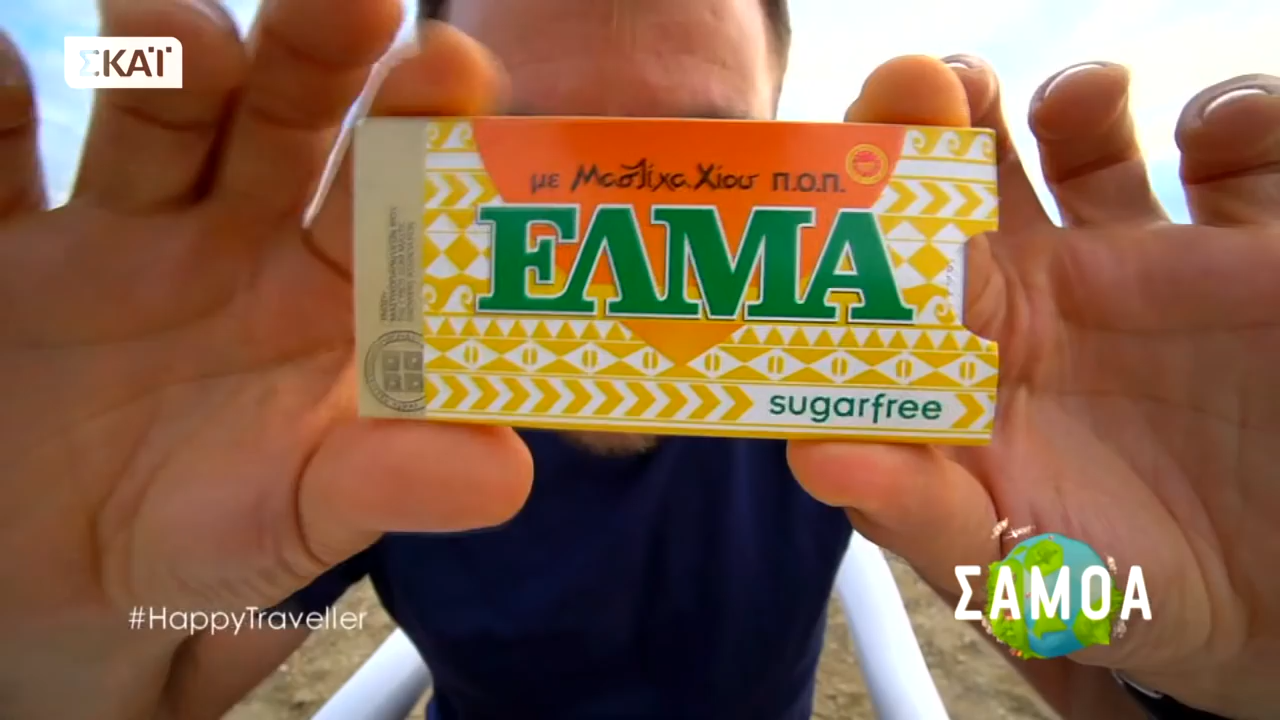 ΣΚΑΪ
με Μαστίχα Χίου Π.Ο.Π.
ΕΛΜΑ
sugarfree
#HappyTraveller
ΣΑΜΟΑ